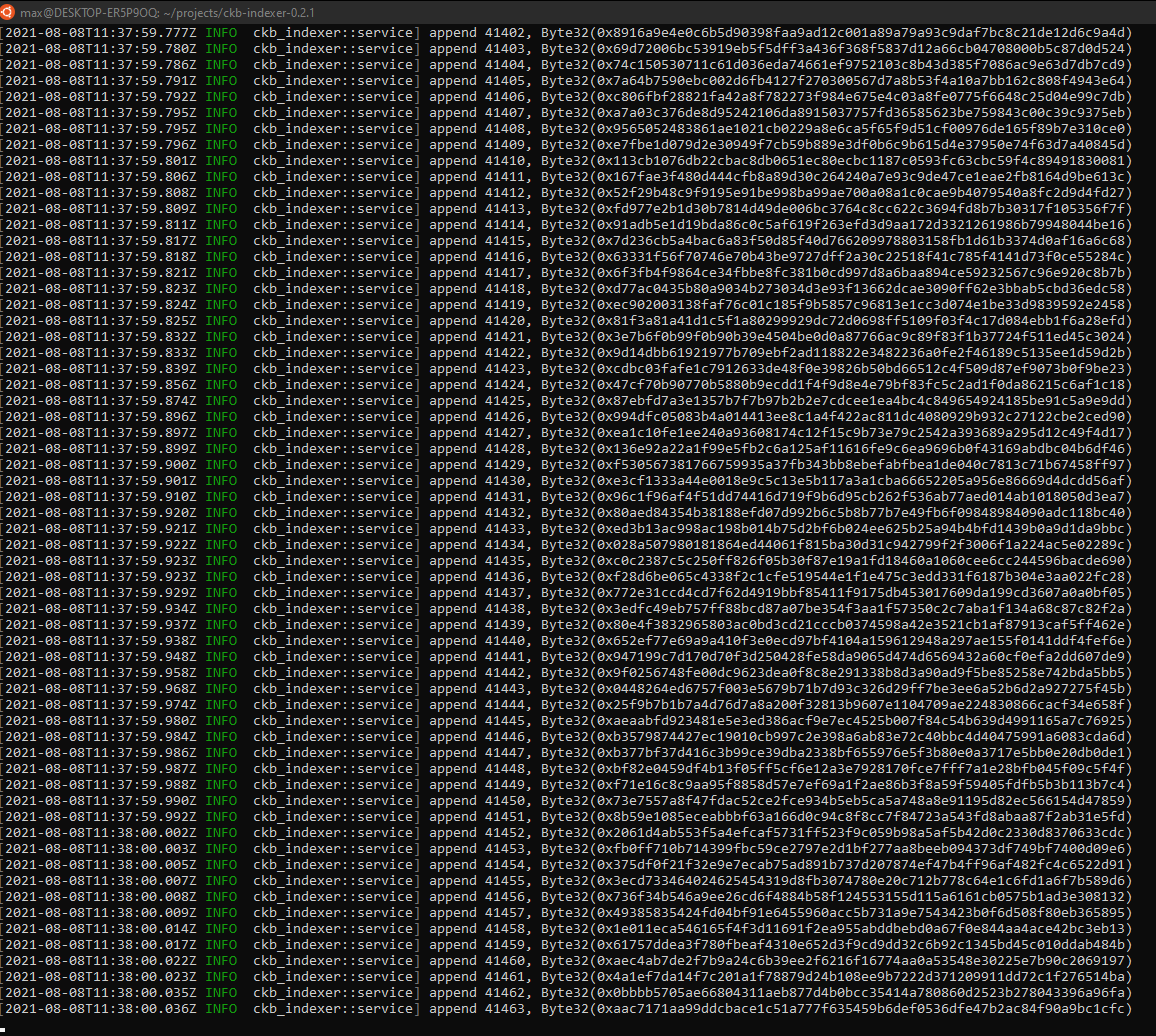 max@DESKTOP-ER5P9OQ: ~/projects/ckb-indexer-0.2.1
[2021-08-08T11:37:59.777Z INFO  ckb_indexer::service] append 41402, Byte32(0x8916a9e4e0c6b5d90398faa9ad12c001a89a79a93c9daf7bc8c21de12d6c9a4d)
[2021-08-08T11:37:59.780Z INFO  ckb_indexer::service] append 41403, Byte32(0x69d72006bc53919eb5f5dff3a436f368f5837d12a66cb04708000b5c87d0d524)
[2021-08-08T11:37:59.786Z INFO  ckb_indexer::service] append 41404, Byte32(0x74c150530711c61d036eda74661ef9752103c8b43d385f7086ac9e63d7db7cd9)
[2021-08-08T11:37:59.791Z INFO  ckb_indexer::service] append 41405, Byte32(0x7a64b7590ebc002d6fb4127f270300567d7a8b53f4a10a7bb162c808f4943e64)
[2021-08-08T11:37:59.792Z INFO  ckb_indexer::service] append 41406, Byte32(0xc806fbf28821fa42a8f782273f984e675e4c03a8fe0775f6648c25d04e99c7db)
[2021-08-08T11:37:59.795Z INFO  ckb_indexer::service] append 41407, Byte32(0xa7a03c376de8d95242106da8915037757fd36585623be759843c00c39c9375eb)
[2021-08-08T11:37:59.795Z INFO  ckb_indexer::service] append 41408, Byte32(0x9565052483861ae1021cb0229a8e6ca5f65f9d51cf00976de165f89b7e310ce0)
[2021-08-08T11:37:59.796Z INFO  ckb_indexer::service] append 41409, Byte32(0xe7fbe1d079d2e30949f7cb59b889e3df0b6c9b615d4e37950e74f63d7a40845d)
[2021-08-08T11:37:59.801Z INFO  ckb_indexer::service] append 41410, Byte32(0x113cb1076db22cbac8db0651ec80ecbc1187c0593fc63cbc59f4c89491830081)
[2021-08-08T11:37:59.806Z INFO  ckb_indexer::service] append 41411, Byte32(0x167fae3f480d444cfb8a89d30c264240a7e93c9de47ce1eae2fb8164d9be613c)
[2021-08-08T11:37:59.808Z INFO  ckb_indexer::service] append 41412, Byte32(0x52f29b48c9f9195e91be998ba99ae700a08a1c0cae9b4079540a8fc2d9d4fd27)
[2021-08-08T11:37:59.809Z INFO  ckb_indexer::service] append 41413, Byte32(0xfd977e2b1d30b7814d49de006bc3764c8cc622c3694fd8b7b30317f105356f7f)
[2021-08-08T11:37:59.811Z INFO  ckb_indexer::service] append 41414, Byte32(0x91adb5e1d19bda86c0c5af619f263efd3d9aa172d3321261986b79948044be16)
[2021-08-08T11:37:59.817Z INFO  ckb_indexer::service] append 41415, Byte32(0x7d236cb5a4bac6a83f50d85f40d766209978803158fb1d61b3374d0af16a6c68)
[2021-08-08T11:37:59.818Z INFO  ckb_indexer::service] append 41416, Byte32(0x63331f56f70746e70b43be9727dff2a30c22518f41c785f4141d73f0ce55284c)
[2021-08-08T11:37:59.821Z INFO  ckb_indexer::service] append 41417, Byte32(0x6f3fb4f9864ce34fbbe8fc381b0cd997d8a6baa894ce59232567c96e920c8b7b)
[2021-08-08T11:37:59.823Z INFO  ckb_indexer::service] append 41418, Byte32(0xd77ac0435b80a9034b273034d3e93f13662dcae3090ff62e3bbab5cbd36edc58)
[2021-08-08T11:37:59.824Z INFO  ckb_indexer::service] append 41419, Byte32(0xec902003138faf76c01c185f9b5857c96813e1cc3d074e1be33d9839592e2458)
[2021-08-08T11:37:59.825Z INFO  ckb_indexer::service] append 41420, Byte32(0x81f3a81a41d1c5f1a80299929dc72d0698ff5109f03f4c17d084ebb1f6a28efd)
[2021-08-08T11:37:59.832Z INFO  ckb_indexer::service] append 41421, Byte32(0x3e7b6f0b99f0b90b39e4504be0d0a87766ac9c89f83f1b37724f511ed45c3024)
[2021-08-08T11:37:59.833Z INFO  ckb_indexer::service] append 41422, Byte32(0x9d14dbb61921977b709ebf2ad118822e3482236a0fe2f46189c5135ee1d59d2b)
[2021-08-08T11:37:59.839Z INFO  ckb_indexer::service] append 41423, Byte32(0xcdbc03fafe1c7912633de48f0e39826b50bd66512c4f509d87ef9073b0f9be23)
[2021-08-08T11:37:59.856Z INFO  ckb_indexer::service] append 41424, Byte32(0x47cf70b90770b5880b9ecdd1f4f9d8e4e79bf83fc5c2ad1f0da86215c6af1c18)
[2021-08-08T11:37:59.874Z INFO  ckb_indexer::service] append 41425, Byte32(0x87ebfd7a3e1357b7f7b97b2b2e7cdcee1ea4bc4c849654924185be91c5a9e9dd)
[2021-08-08T11:37:59.896Z INFO  ckb_indexer::service] append 41426, Byte32(0x994dfc05083b4a014413ee8c1a4f422ac811dc4080929b932c27122cbe2ced90)
[2021-08-08T11:37:59.897Z INFO  ckb_indexer::service] append 41427, Byte32(0xea1c10fe1ee240a93608174c12f15c9b73e79c2542a393689a295d12c49f4d17)
[2021-08-08T11:37:59.899Z INFO  ckb_indexer::service] append 41428, Byte32(0x136e92a22a1f99e5fb2c6a125af11616fe9c6ea9696b0f43169abdbc04b6df46)
[2021-08-08T11:37:59.900Z INFO  ckb_indexer::service] append 41429, Byte32(0xf530567381766759935a37fb343bb8ebefabfbea1de040c7813c71b67458ff97)
[2021-08-08T11:37:59.901Z INFO  ckb_indexer::service] append 41430, Byte32(0xe3cf1333a44e0018e9c5c13e5b117a3a1cba66652205a956e86669d4dcdd56af)
[2021-08-08T11:37:59.910Z INFO  ckb_indexer::service] append 41431, Byte32(0x96c1f96af4f51dd74416d719f9b6d95cb262f536ab77aed014ab1018050d3ea7)
[2021-08-08T11:37:59.920Z INFO  ckb_indexer::service] append 41432, Byte32(0x80aed84354b38188efd07d992b6c5b8b77b7e49fb6f09848984090adc118bc40)
[2021-08-08T11:37:59.921Z INFO  ckb_indexer::service] append 41433, Byte32(0xed3b13ac998ac198b014b75d2bf6b024ee625b25a94b4bfd1439b0a9d1da9bbc)
[2021-08-08T11:37:59.922Z INFO  ckb_indexer::service] append 41434, Byte32(0x028a507980181864ed44061f815ba30d31c942799f2f3006f1a224ac5e02289c)
[2021-08-08T11:37:59.923Z INFO  ckb_indexer::service] append 41435, Byte32(0xc0c2387c5c250ff826f05b30f87e19a1fd18460a1060cee6cc244596bacde690)
[2021-08-08T11:37:59.923Z INFO  ckb_indexer::service] append 41436, Byte32(0xf28d6be065c4338f2c1cfe519544e1f1e475c3edd331f6187b304e3aa022fc28)
[2021-08-08T11:37:59.929Z INFO  ckb_indexer::service] append 41437, Byte32(0x772e31ccd4cd7f62d4919bbf85411f9175db453017609da199cd3607a0a0bf05)
[2021-08-08T11:37:59.934Z INFO  ckb_indexer::service] append 41438, Byte32(0x3edfc49eb757ff88bcd87a07be354f3aa1f57350c2c7aba1f134a68c87c82f2a)
[2021-08-08T11:37:59.937Z INFO  ckb_indexer::service] append 41439, Byte32(0x80e4f3832965803ac0bd3cd21cccb0374598a42e3521cb1af87913caf5ff462e)
[2021-08-08T11:37:59.938Z INFO  ckb_indexer::service] append 41440, Byte32(0x652ef77e69a9a410f3e0ecd97bf4104a159612948a297ae155f0141ddf4fef6e)
[2021-08-08T11:37:59.948Z INFO  ckb_indexer::service] append 41441, Byte32(0x947199c7d170d70f3d250428fe58da9065d474d6569432a60cf0efa2dd607de9)
[2021-08-08T11:37:59.958Z INFO  ckb_indexer::service] append 41442, Byte32(0x9f0256748fe00dc9623dea0f8c8e291338b8d3a90ad9f5be85258e742bda5bb5)
[2021-08-08T11:37:59.968Z INFO  ckb_indexer::service] append 41443, Byte32(0x0448264ed6757f003e5679b71b7d93c326d29ff7be3ee6a52b6d2a927275f45b)
[2021-08-08T11:37:59.974Z INFO  ckb_indexer::service] append 41444, Byte32(0x25f9b7b1b7a4d76d7a8a200f32813b9607e1104709ae224830866cacf34e658f)
[2021-08-08T11:37:59.980Z INFO  ckb_indexer::service] append 41445, Byte32(0xaeaabfd923481e5e3ed386acf9e7ec4525b007f84c54b639d4991165a7c76925)
[2021-08-08T11:37:59.984Z INFO  ckb_indexer::service] append 41446, Byte32(0xb3579874427ec19010cb997c2e398a6ab83e72c40bbc4d40475991a6083cda6d)
[2021-08-08T11:37:59.986Z INFO  ckb_indexer::service] append 41447, Byte32(0xb377bf37d416c3b99ce39dba2338bf655976e5f3b80e0a3717e5bb0e20db0de1)
[2021-08-08T11:37:59.987Z INFO  ckb_indexer::service] append 41448, Byte32(0xbf82e0459df4b13f05ff5cf6e12a3e7928170fce7fff7a1e28bfb045f09c5f4f)
[2021-08-08T11:37:59.988Z INFO  ckb_indexer::service] append 41449, Byte32(0xf71e16c8c9aa95f8858d57e7ef69a1f2ae86b3f8a59f59405fdfb5b3b113b7c4)
[2021-08-08T11:37:59.990Z INFO  ckb_indexer::service] append 41450, Byte32(0x73e7557a8f47fdac52ce2fce934b5eb5ca5a748a8e91195d82ec566154d47859)
[2021-08-08T11:37:59.992Z INFO  ckb_indexer::service] append 41451, Byte32(0x8b59e1085eceabbbf63a166d0c94c8f8cc7f84723a543fd8abaa87f2ab31e5fd)
[2021-08-08T11:38:00.002Z INFO  ckb_indexer::service] append 41452, Byte32(0x2061d4ab553f5a4efcaf5731ff523f9c059b98a5af5b42d0c2330d8370633cdc)
[2021-08-08T11:38:00.003Z INFO  ckb_indexer::service] append 41453, Byte32(0xfb0ff710b714399fbc59ce2797e2d1bf277aa8beeb094373df749bf7400d09e6)
[2021-08-08T11:38:00.005Z INFO  ckb_indexer::service] append 41454, Byte32(0x375df0f21f32e9e7ecab75ad891b737d207874ef47b4ff96af482fc4c6522d91)
[2021-08-08T11:38:00.007Z INFO  ckb_indexer::service] append 41455, Byte32(0x3ecd733464024625454319d8fb3074780e20c712b778c64e1c6fd1a6f7b589d6)
[2021-08-08T11:38:00.008Z INFO  ckb_indexer::service] append 41456, Byte32(0x736f34b546a9ee26cd6f4884b58f124553155d115a6161cb0575b1ad3e308132)
[2021-08-08T11:38:00.009Z INFO  ckb_indexer::service] append 41457, Byte32(0x49385835424fd04bf91e6455960acc5b731a9e7543423b0f6d508f80eb365895)
[2021-08-08T11:38:00.014Z INFO  ckb_indexer::service] append 41458, Byte32(0x1e011eca546165f4f3d11691f2ea955abddbebd0a67f0e844aa4ace42bc3eb13)
[2021-08-08T11:38:00.017Z INFO  ckb_indexer::service] append 41459, Byte32(0x61757ddea3f780fbeaf4310e652d3f9cd9dd32c6b92c1345bd45c010ddab484b)
[2021-08-08T11:38:00.022Z INFO  ckb_indexer::service] append 41460, Byte32(0xaec4ab7de2f7b9a24c6b39ee2f6216f16774aa0a53548e30225e7b90c2069197)
[2021-08-08T11:38:00.023Z INFO  ckb_indexer::service] append 41461, Byte32(0x4a1ef7da14f7c201a1f78879d24b108ee9b7222d371209911dd72c1f276514ba)
[2021-08-08T11:38:00.035Z INFO  ckb_indexer::service] append 41462, Byte32(0x0bbbb5705ae66804311aeb877d4b0bcc35414a780860d2523b278043396a96fa)
[2021-08-08T11:38:00.036Z INFO  ckb_indexer::service] append 41463, Byte32(0xaac7171aa99ddcbace1c51a777f635459b6def0536dfe47b2ac84f90a9bc1cfc)